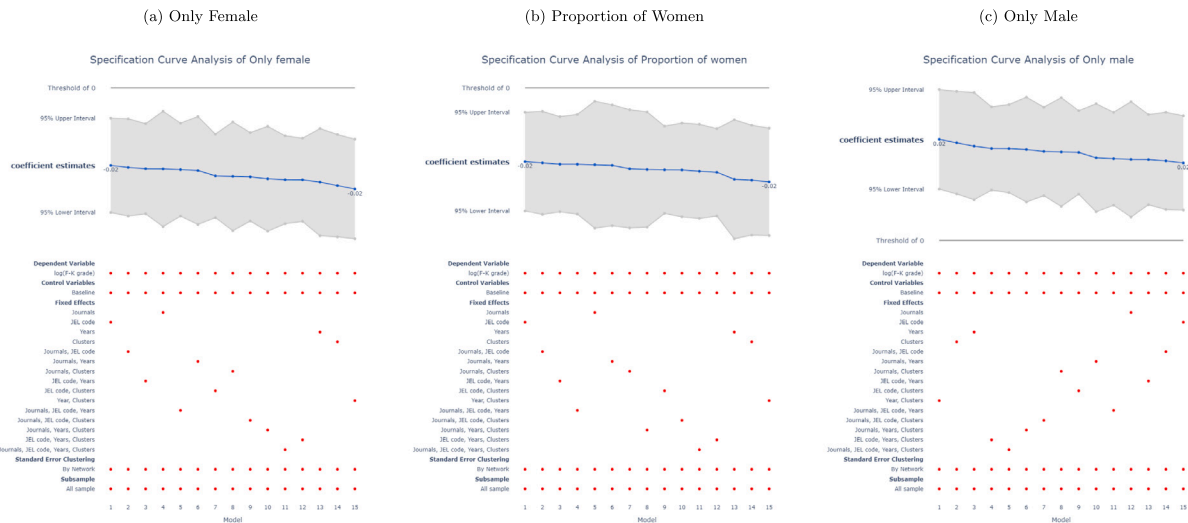 (a) Only Female
Specification Curve Analysis of Only female
Threshold of 0
95% Upper Interval
coefficient estimates
-0.02
-0.02
95% Lower Interval
Dependent Variable
log(F-K grade)
Control Variables
Baseline
Fixed Effects
Journals
JEL code
Years
Clusters
Journals, JEL code
Journals, Years
Journals, Clusters
JEL code, Years
JEL code, Clusters
Year, Clusters
Journals, JEL code, Years
Journals, JEL code, Clusters
Journals, Years, Clusters
JEL code, Years, Clusters
Journals, JEL code, Years, Clusters
Standard Error Clustering
By Network
Subsample
All sample
1 2 3 4 5 6 7 8 9 10 11 12 13 14 15
Model
(b) Proportion of Women
Specification Curve Analysis of Proportion of women
Threshold of 0
95% Upper Interval
coefficient estimates
-0.02
-0.02
95% Lower Interval
Dependent Variable
log(F-K grade)
Control Variables
Baseline
Fixed Effects
Journals
JEL code
Years
Clusters
Journals, JEL code
Journals, Years
Journals, Clusters
JEL code, Years
JEL code, Clusters
Year, Clusters
Journals, JEL code, Years
Journals, JEL code, Clusters
Journals, Years, Clusters
JEL code, Years, Clusters
Journals, JEL code, Years, Clusters
Standard Error Clustering
By Network
Subsample
All sample
1 2 3 4 5 6 7 8 9 10 11 12 13 14 15
Model
(c) Only Male
Specification Curve Analysis of Only male
95% Upper Interval
coefficient estimates
0.02
0.02
95% Lower Interval
Threshold of 0
Dependent Variable
log(F-K grade)
Control Variables
Baseline
Fixed Effects
Journals
JEL code
Years
Clusters
Journals, JEL code
Journals, Years
Journals, Clusters
JEL code, Years
JEL code, Clusters
Year, Clusters
Journals, JEL code, Years
Journals, JEL code, Clusters
Journals, Years, Clusters
JEL code, Years, Clusters
Journals, JEL code, Years, Clusters
Standard Error Clustering
By Network
Subsample
All sample
1 2 3 4 5 6 7 8 9 10 11 12 13 14 15
Model